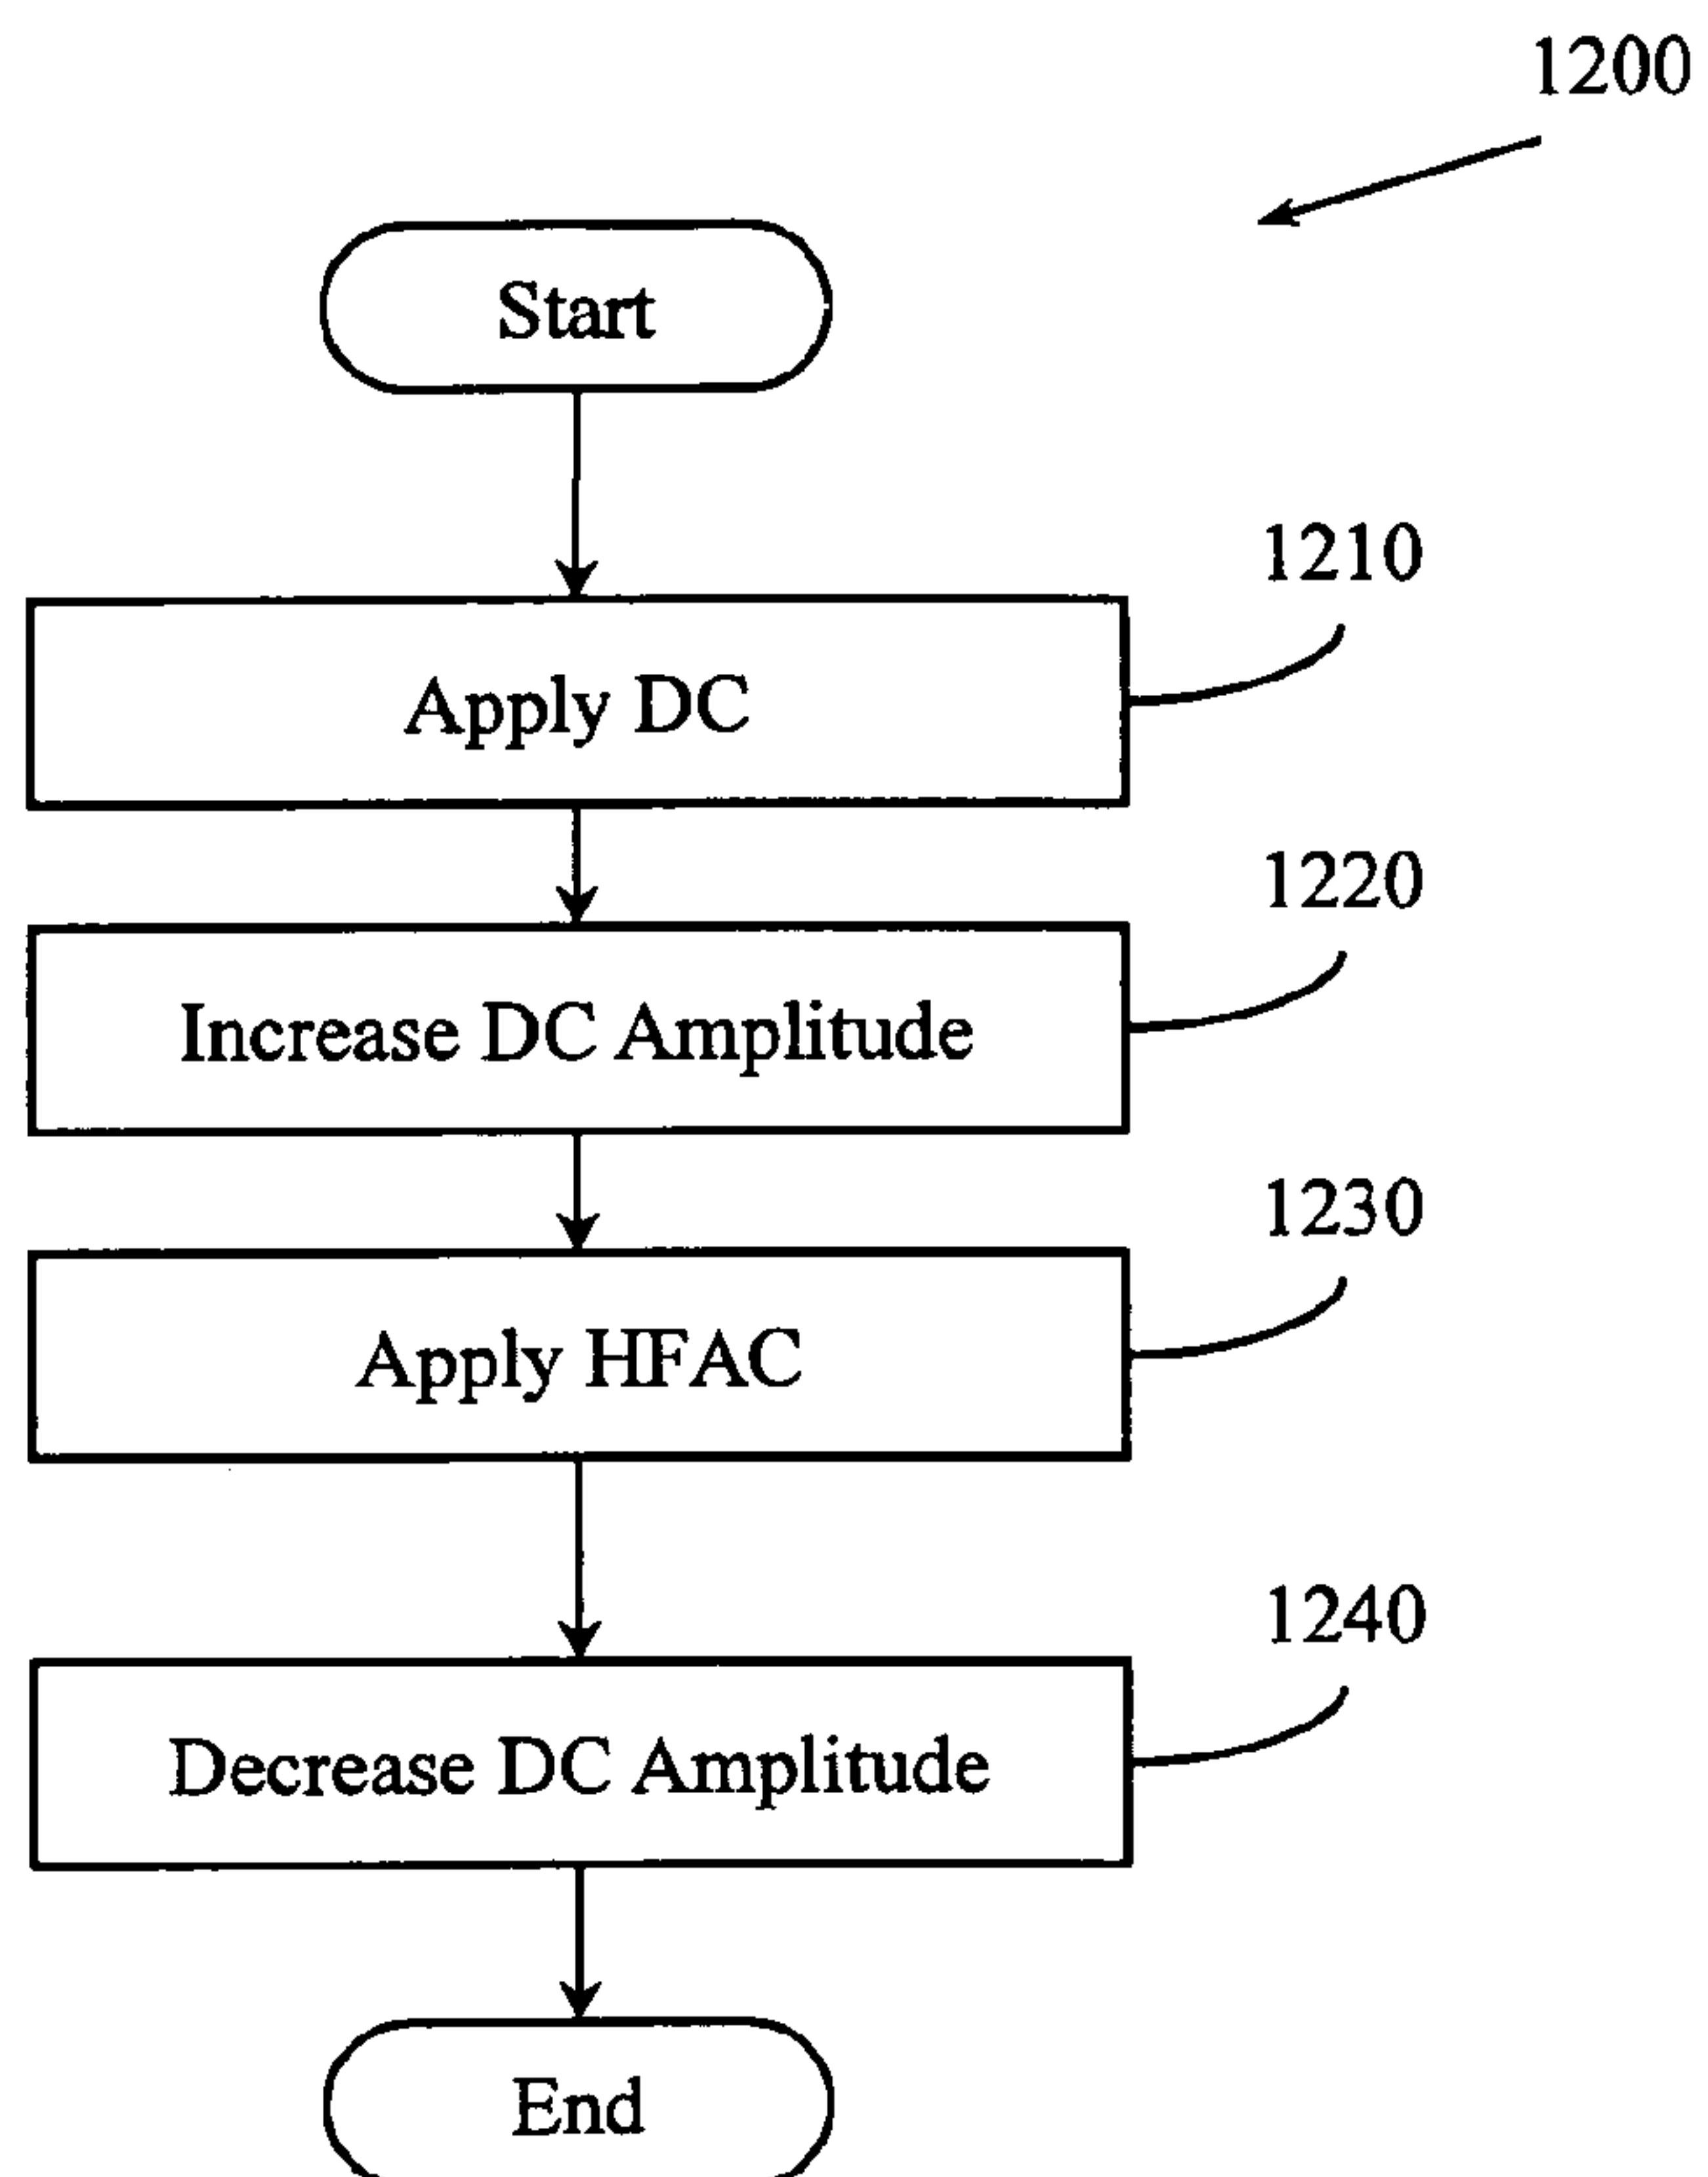 1200
Start
1210
Apply DC
1220
Increase DC Amplitude
1230
Apply HFAC
1240
Decrease DC Amplitude
End